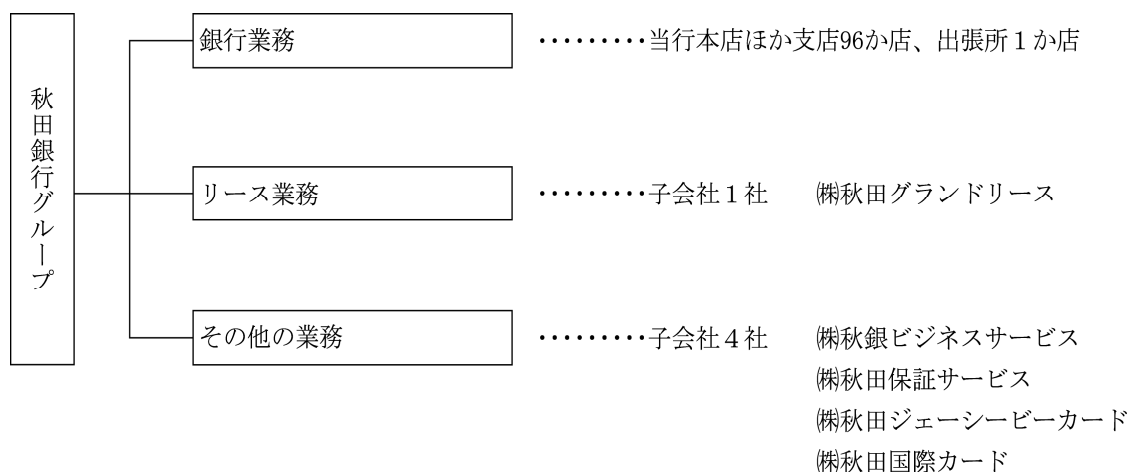 秋田銀行グループ
銀行業務 ・・・・・・・・・当行本店ほか支店96か店、出張所1か店
リース業務 ・・・・・・・・・子会社1社 ㈱秋田グランドリース
その他の業務 ・・・・・・・・・子会社4社 ㈱秋銀ビジネスサービス
㈱秋田保証サービス
㈱秋田ジェーシービーカード
㈱秋田国際カード